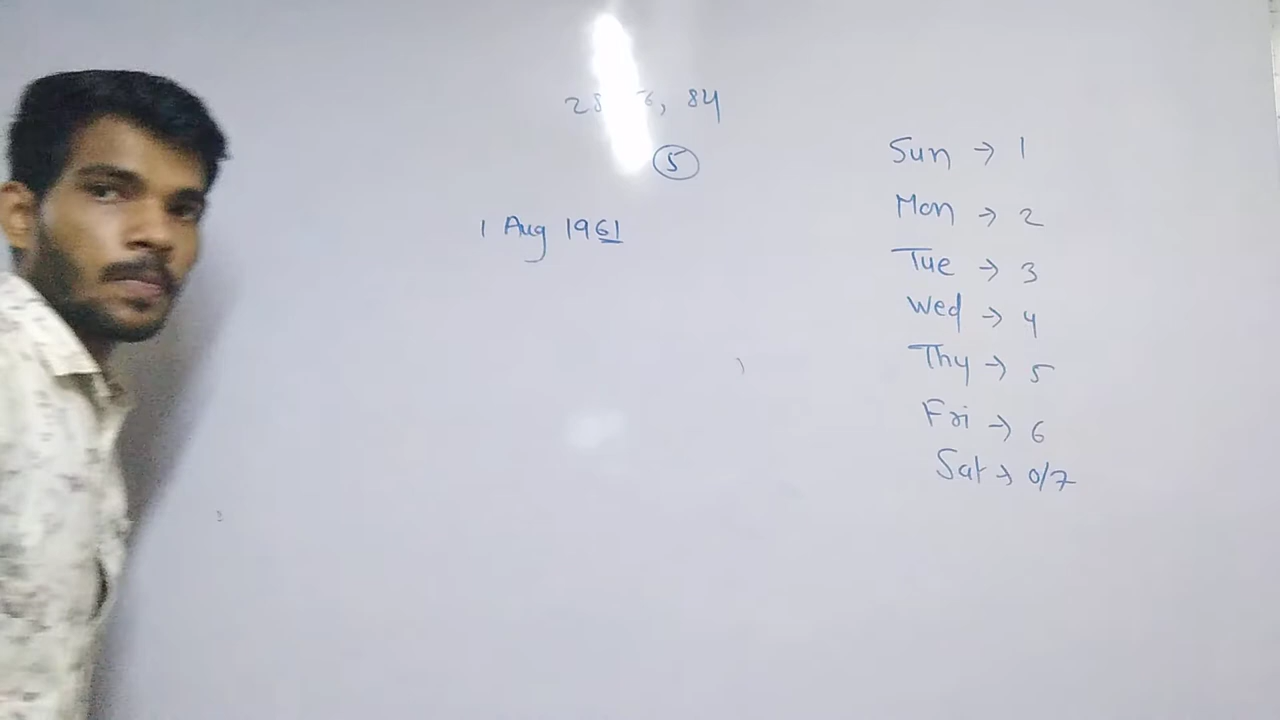 84
5
1 Aug 1961
Sun → 1
Mon → 2
Tue → 3
Wed → 4
Thy → 5
Fri → 6
Sat → 0/7